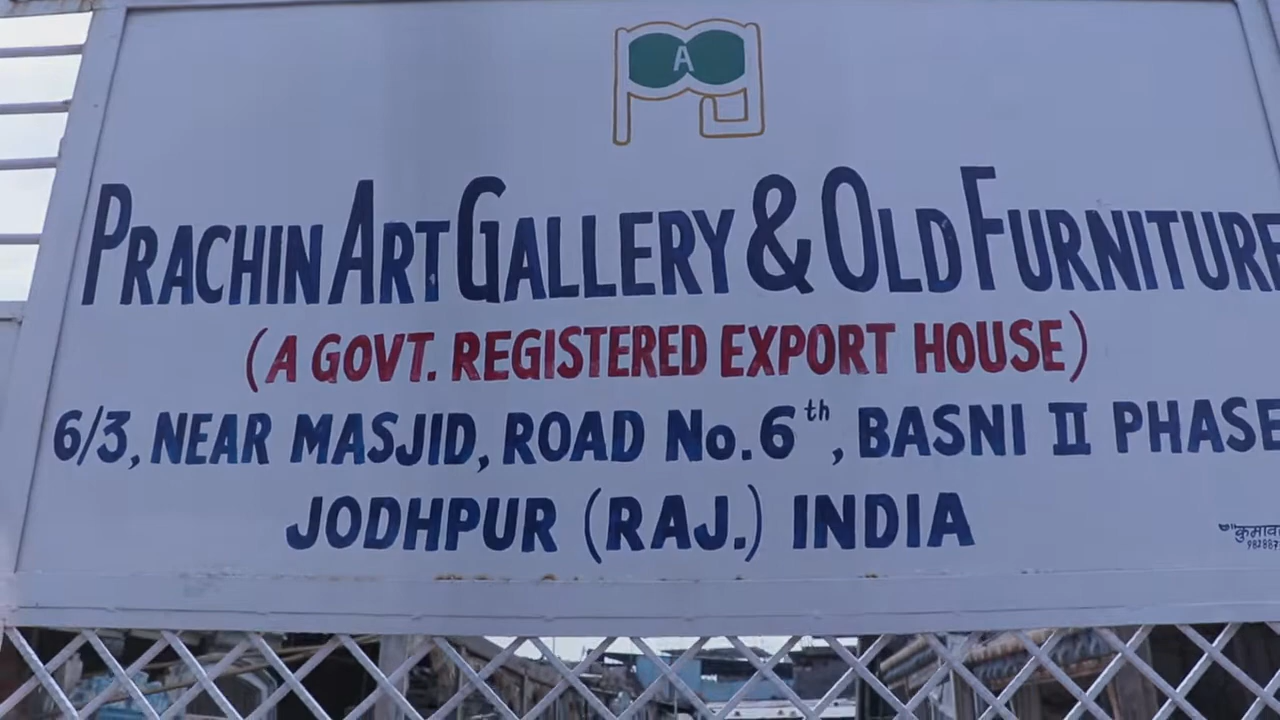 A
PRACHIN ART GALLERY & OLD FURNITURE
(A GOVT. REGISTERED EXPORT HOUSE)
6/3, NEAR MASJID, ROAD No. 6th, BASNI II PHASE
JODHPUR (RAJ.) INDIA